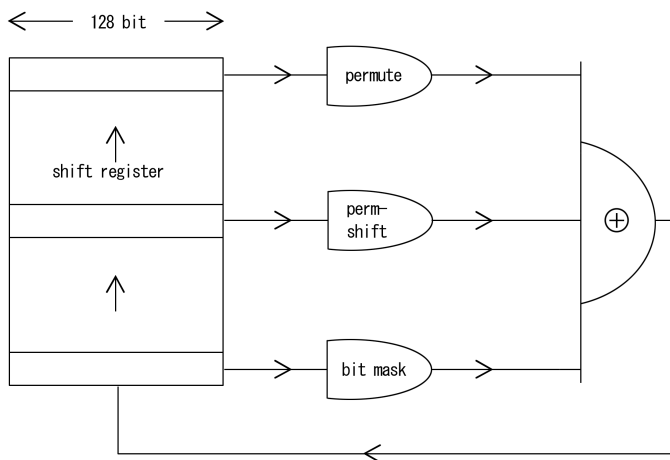 128 bit
permute
shift register
perm-
shift
bit mask